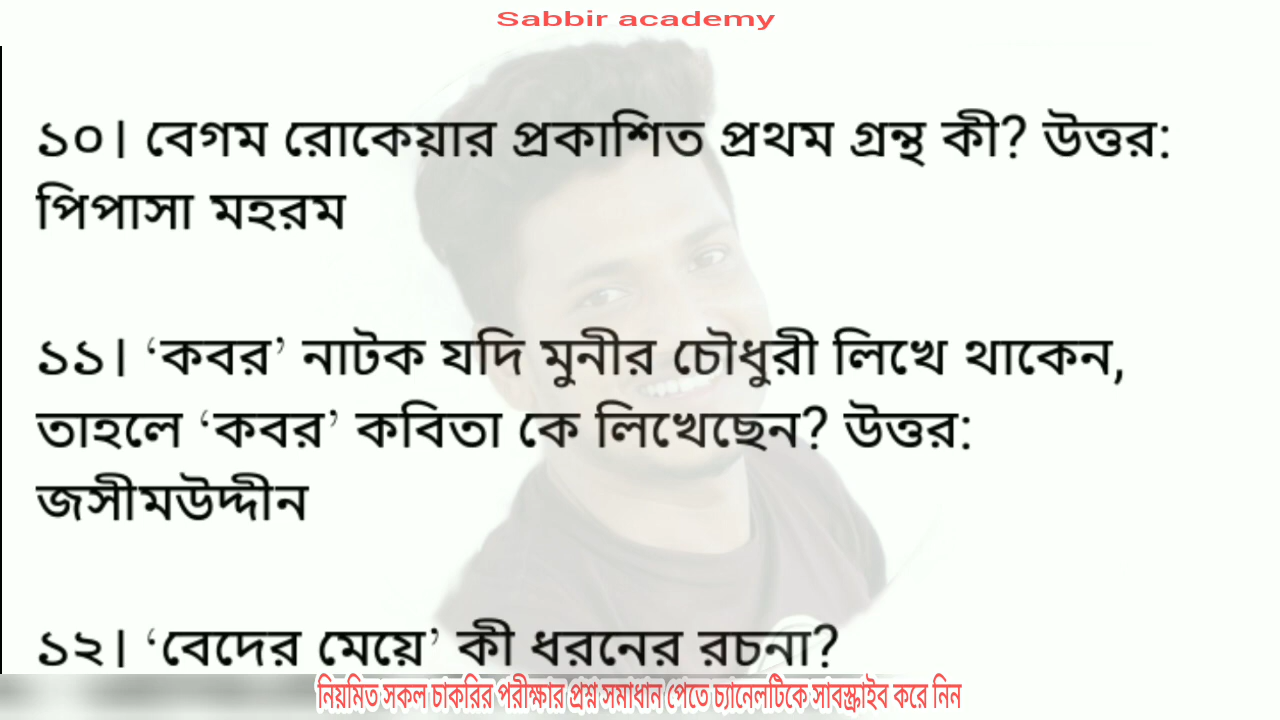 Sabbir academy
১০। বেগম রোকেয়ার প্রকাশিত প্রথম গ্রন্থ কী? উত্তর:
পিপাসা মহরম
১১। ‘কবর’ নাটক যদি মুনীর চৌধুরী লিখে থাকেন,
তাহলে ‘কবর’ কবিতা কে লিখেছেন? উত্তর:
জসীমউদ্দীন
১২। ‘বেদের মেয়ে’ কী ধরনের রচনা?
নিয়মিত সকল চাকরির পরীক্ষার প্রশ্ন সমাধান পেতে চ্যানেলটিকে সাবস্ক্রাইব করে নিন